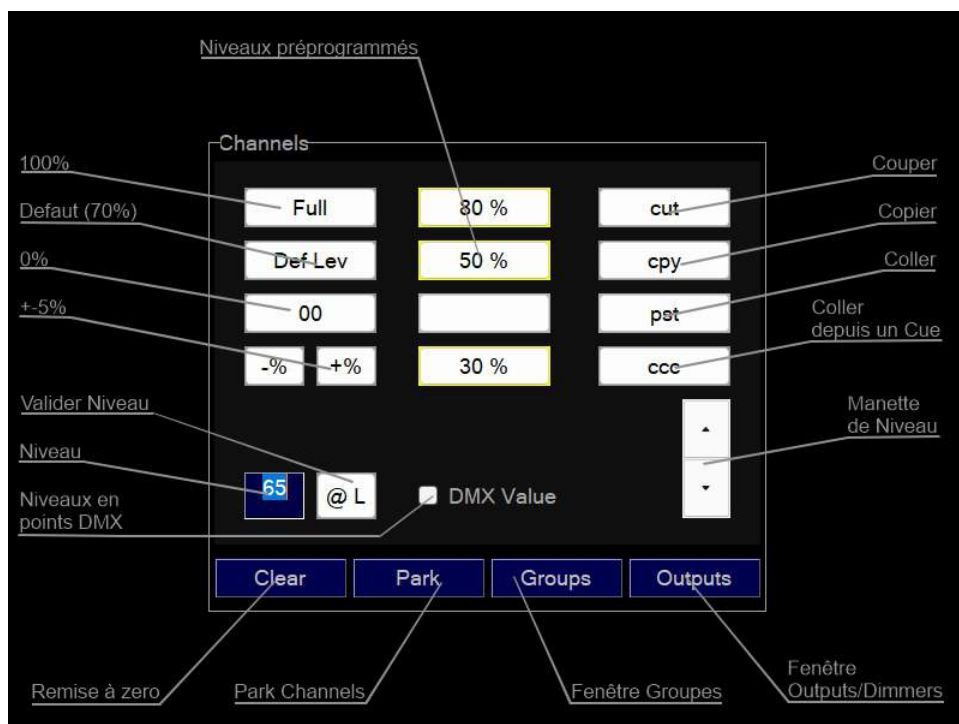 Niveaux préprogrammés
Channels
100%
Couper
Full
80 %
cut
Defaut (70%)
Copier
Def Lev
50 %
cpy
0%
Coller
00
pst
+-5%
Coller
depuis un Cue
-%
+%
30 %
ccc
Valider Niveau
Manette
de Niveau
Niveau
65
@ L
DMX Value
Niveaux en
points DMX
Clear
Park
Groups
Outputs
Remise à zero
Park Channels
Fenêtre Groupes
Fenêtre
Outputs/Dimmers